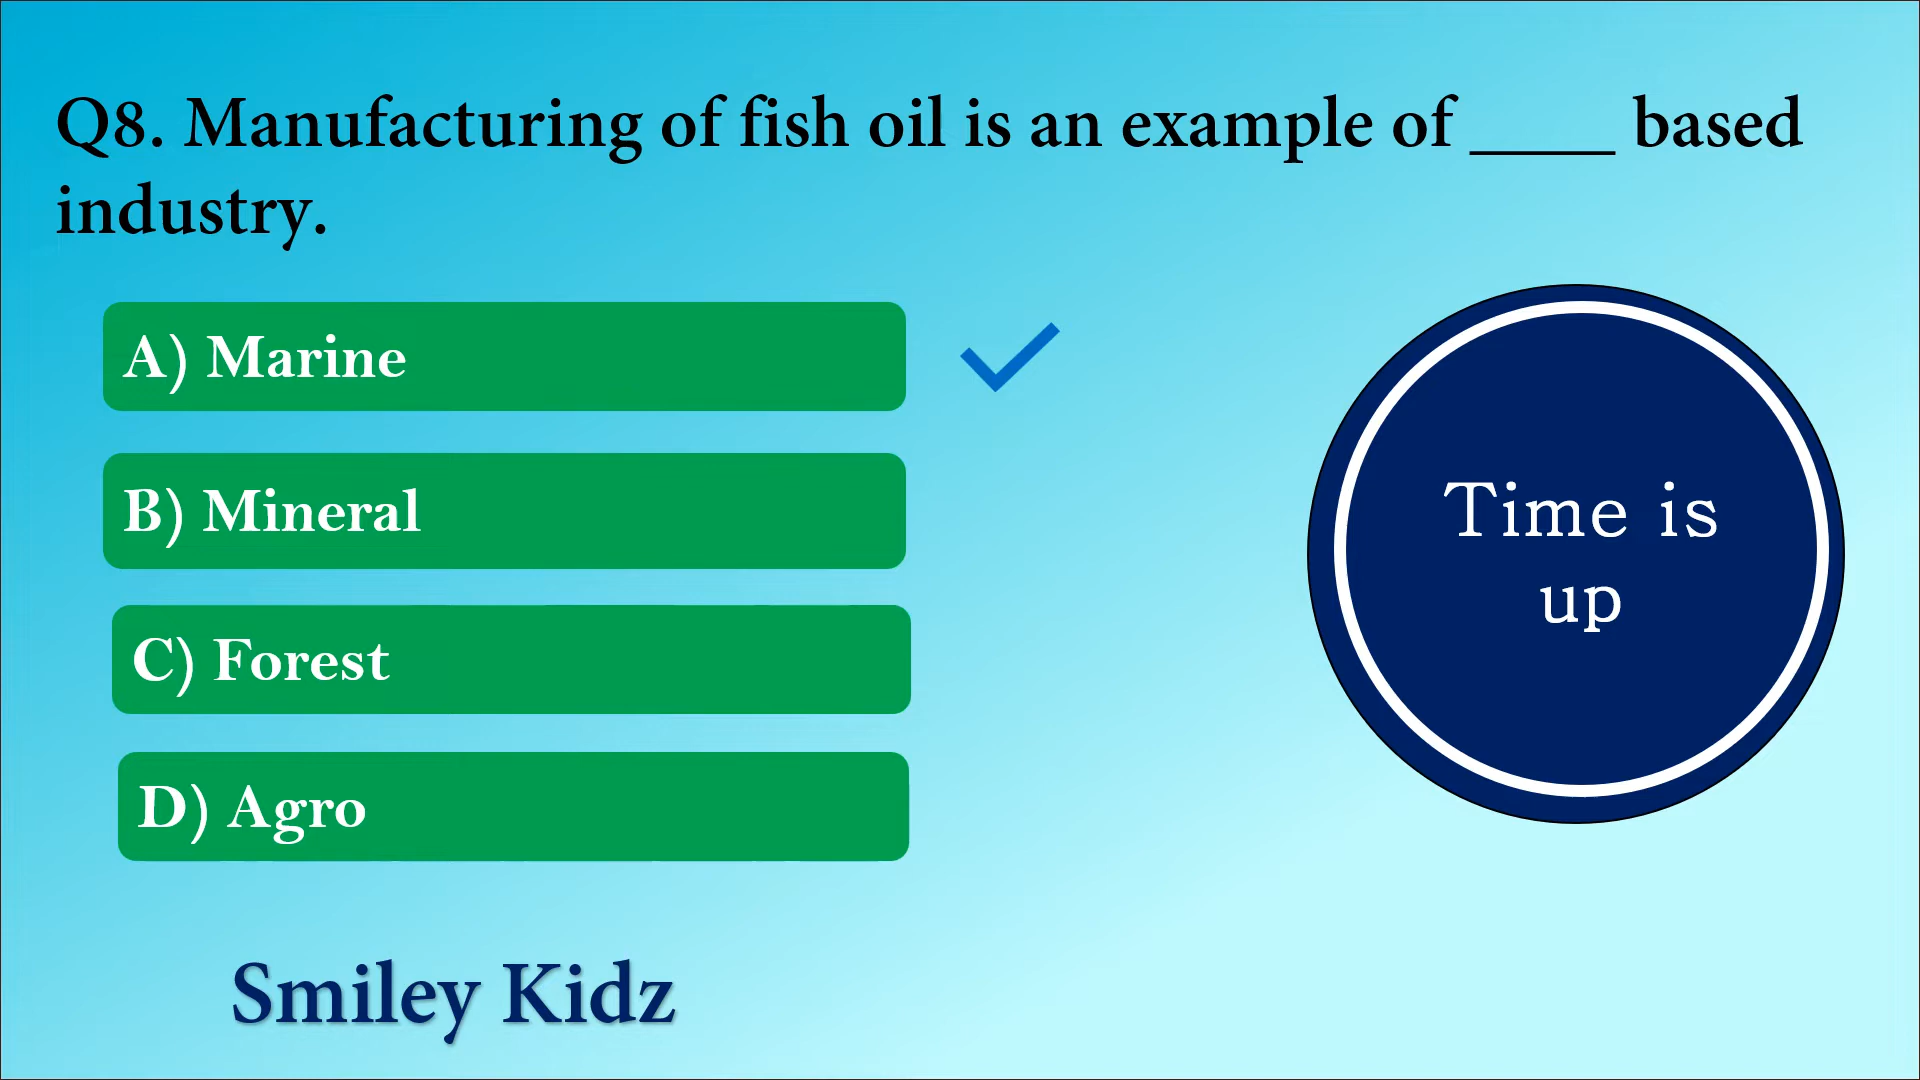 Q8. Manufacturing of fish oil is an example of ____ based
industry.
A) Marine
B) Mineral
C) Forest
D) Agro
Time is
up
Smiley Kidz